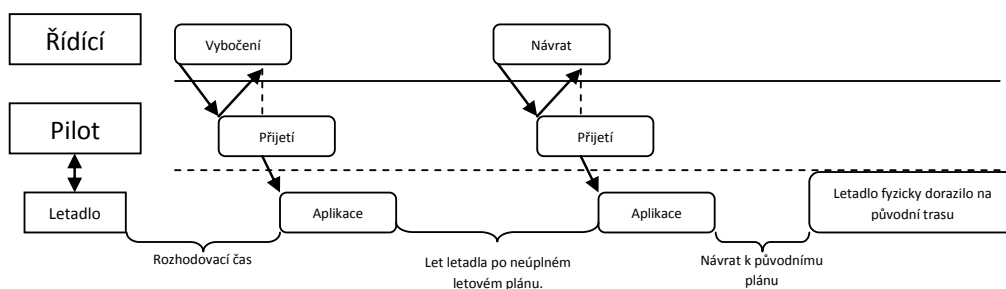 Řídící
Vybočení
Návrat
Pilot
Přijetí
Přijetí
Letadlo
Aplikace
Aplikace
Letadlo fyzicky dorazilo na
původní trasu
Rozhodovací čas
Let letadla po neúplném
letovém plánu.
Návrat k původnímu
plánu